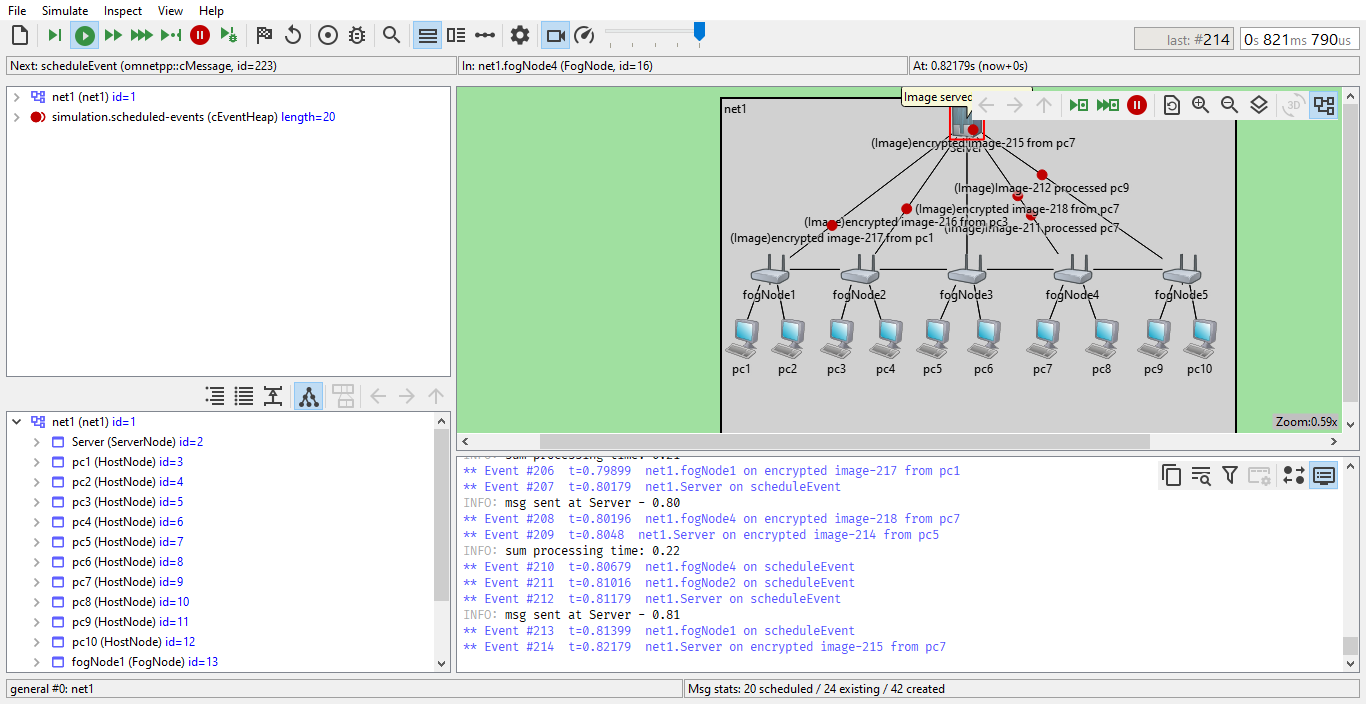 File Simulate Inspect View Help
last: #214 0s 821ms 790us
Next: scheduleEvent (omnetpp::cMessage, id=223) In: net1.fogNode4 (FogNode, id=16) At: 0.82179s (now+0s)
net1 (net1) id=1
simulation.scheduled-events (cEventHeap) length=20
net1 (net1) id=1
Server (ServerNode) id=2
pc1 (HostNode) id=3
pc2 (HostNode) id=4
pc3 (HostNode) id=5
pc4 (HostNode) id=6
pc5 (HostNode) id=7
pc6 (HostNode) id=8
pc7 (HostNode) id=9
pc8 (HostNode) id=10
pc9 (HostNode) id=11
pc10 (HostNode) id=12
fogNode1 (FogNode) id=13
Image served
3D
net1
(Image)encrypted image-215 from pc7
Server
(Image)Image-212 processed pc9
(Image)encrypted image-218 from pc7
(Image)encrypted image-216 from pc3
(Image)Image-211 processed pc7
(Image)encrypted image-217 from pc1
fogNode1 fogNode2 fogNode3 fogNode4 fogNode5
pc1 pc2 pc3 pc4 pc5 pc6 pc7 pc8 pc9 pc10
Zoom:0.59x
INFO: sum processing time: 0.21
** Event #206 t=0.79899 net1.fogNode1 on encrypted image-217 from pc1
** Event #207 t=0.80179 net1.Server on scheduleEvent
INFO: msg sent at Server - 0.80
** Event #208 t=0.80196 net1.fogNode4 on encrypted image-218 from pc7
** Event #209 t=0.8048 net1.Server on encrypted image-214 from pc5
INFO: sum processing time: 0.22
** Event #210 t=0.80679 net1.fogNode4 on scheduleEvent
** Event #211 t=0.81016 net1.fogNode2 on scheduleEvent
** Event #212 t=0.81179 net1.Server on scheduleEvent
INFO: msg sent at Server - 0.81
** Event #213 t=0.81399 net1.fogNode1 on scheduleEvent
** Event #214 t=0.82179 net1.Server on encrypted image-215 from pc7
general #0: net1 Msg stats: 20 scheduled / 24 existing / 42 created